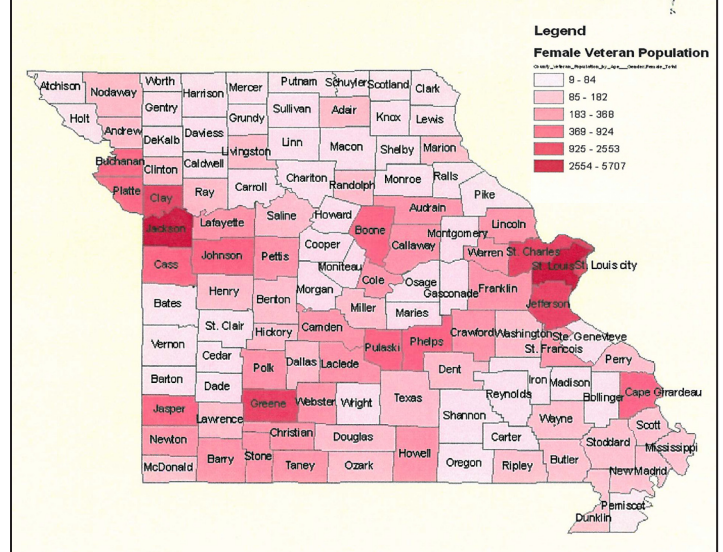 Legend
Female Veteran Population
County_Veteran_Population_by_Age___Gender.Female_Total
9 - 84
85 - 182
183 - 368
369 - 924
925 - 2553
2554 - 5707
Atchison Nodaway Worth Harrison Mercer Putnam Schuyler Scotland Clark
Holt Gentry Sullivan Adair Knox Lewis
Andrew DeKalb Daviess Grundy Linn Macon Shelby Marion
Buchanan Clinton Caldwell Livingston Chariton Randolph Monroe Ralls Pike
Platte Clay Ray Carroll
Jackson Lafayette Saline Howard Boone Audrain Montgomery Lincoln
Cooper Callaway Warren St. Charles
Cass Johnson Pettis Moniteau Cole Osage Gasconade Franklin St. Louis St. Louis city
Bates Henry Benton Morgan Miller Maries Jefferson
St. Clair Hickory Camden Pulaski Phelps Crawford Washington Ste. Genevieve
St. Francois
Vernon Cedar Polk Dallas Laclede Dent Perry
Barton Dade Iron Madison
Jasper Lawrence Greene Webster Wright Texas Reynolds Bollinger Cape Girardeau
Shannon Wayne Scott
Newton Christian Douglas Carter Stoddard Mississippi
McDonald Barry Stone Taney Ozark Howell Oregon Ripley Butler New Madrid
Pemiscot
Dunklin